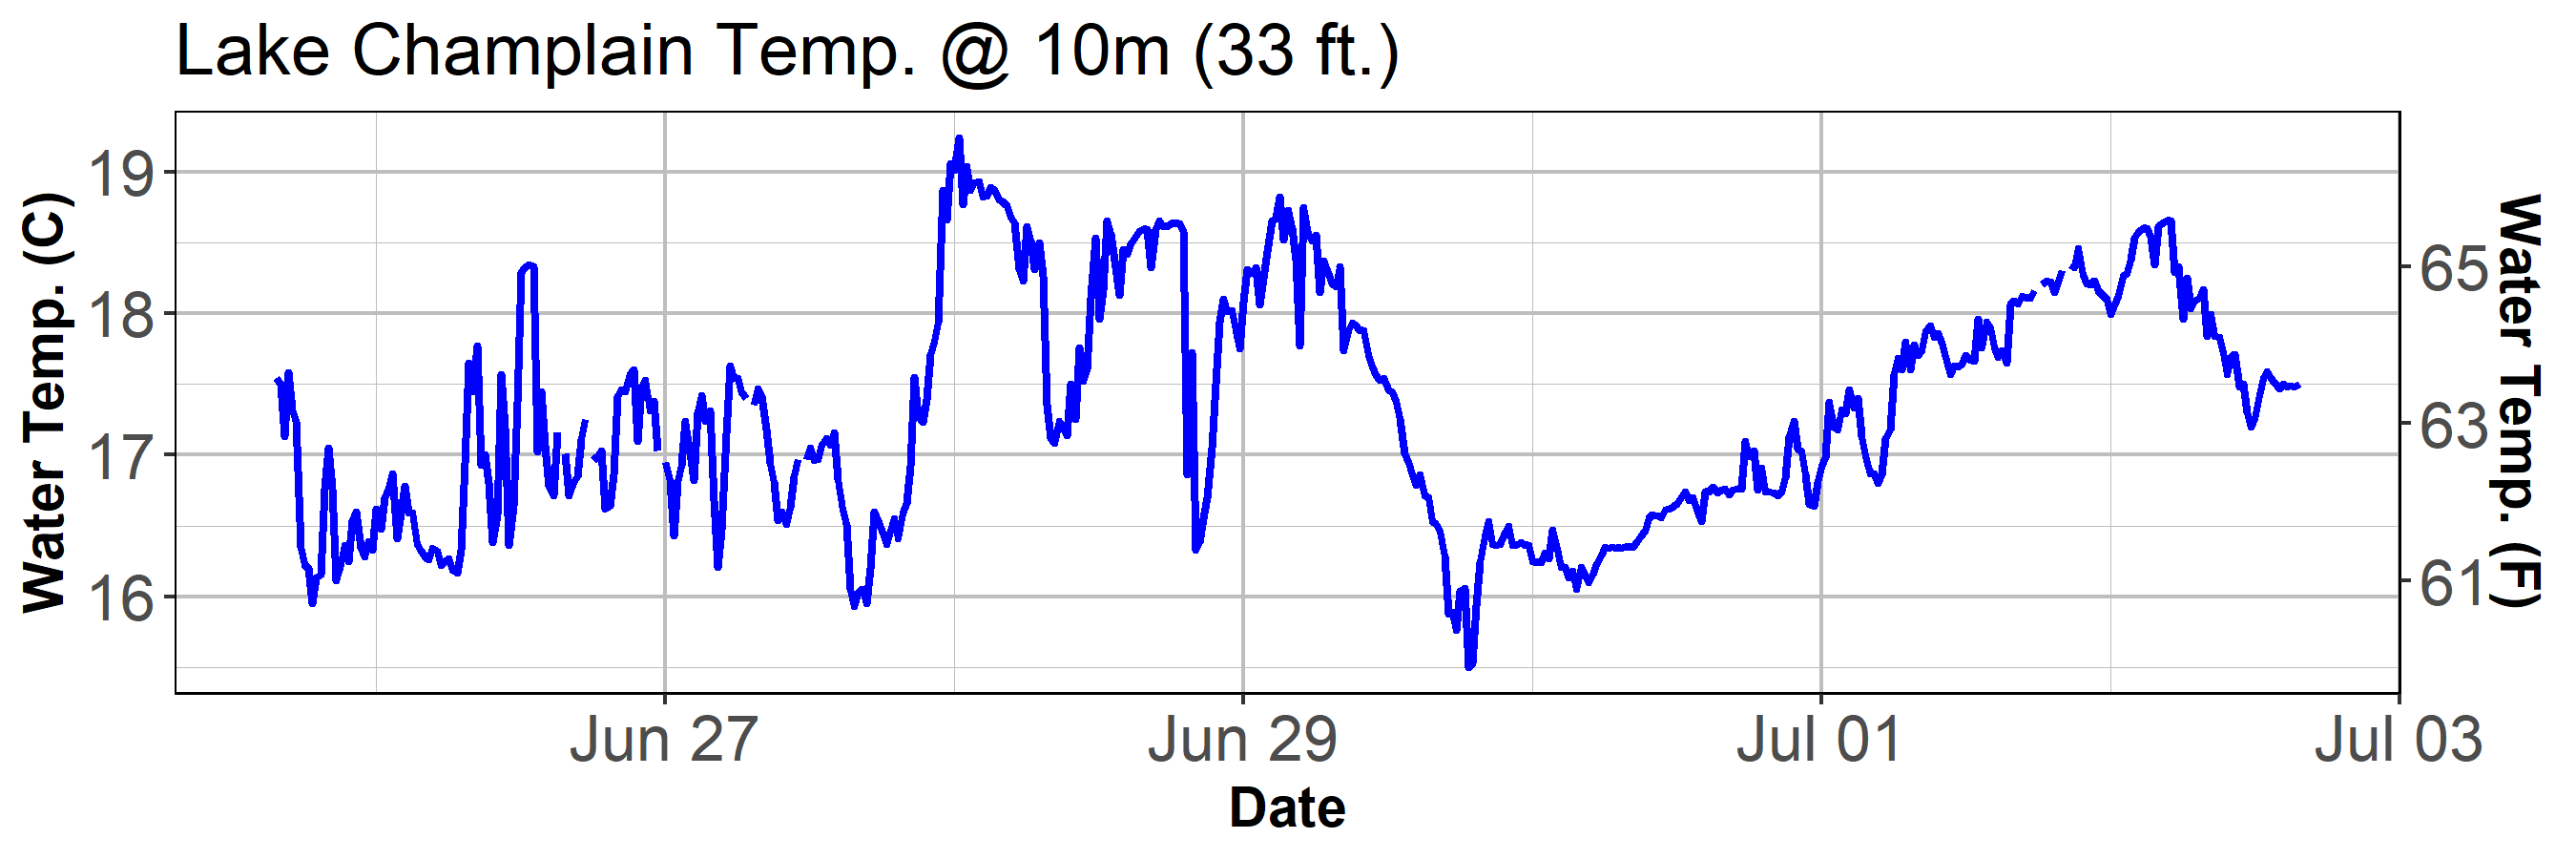 Lake Champlain Temp. @ 10m (33 ft.)
Water Temp. (C)
19
18
17
16
Water Temp. (F)
65
63
61
Jun 27
Jun 29
Jul 01
Jul 03
Date